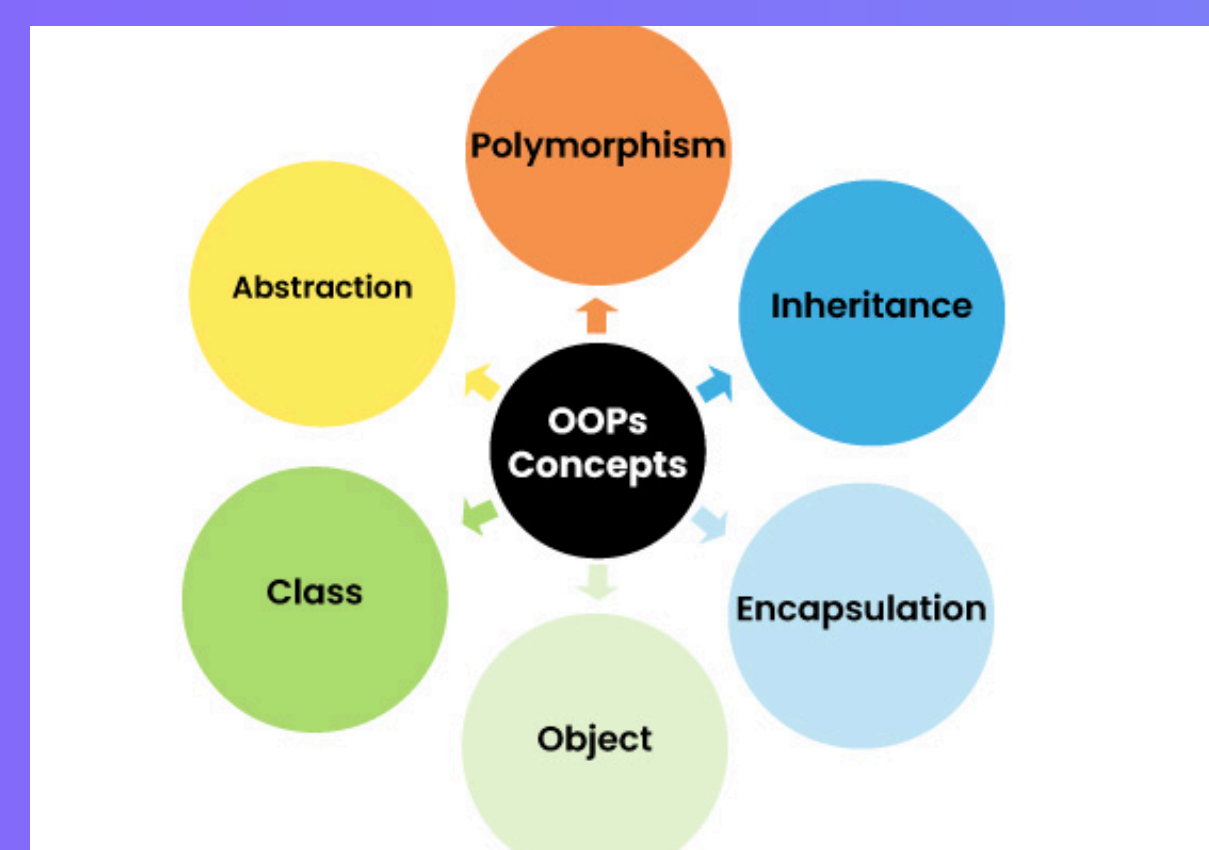 Polymorphism
Abstraction
Inheritance
OOPs
Concepts
Class
Encapsulation
Object